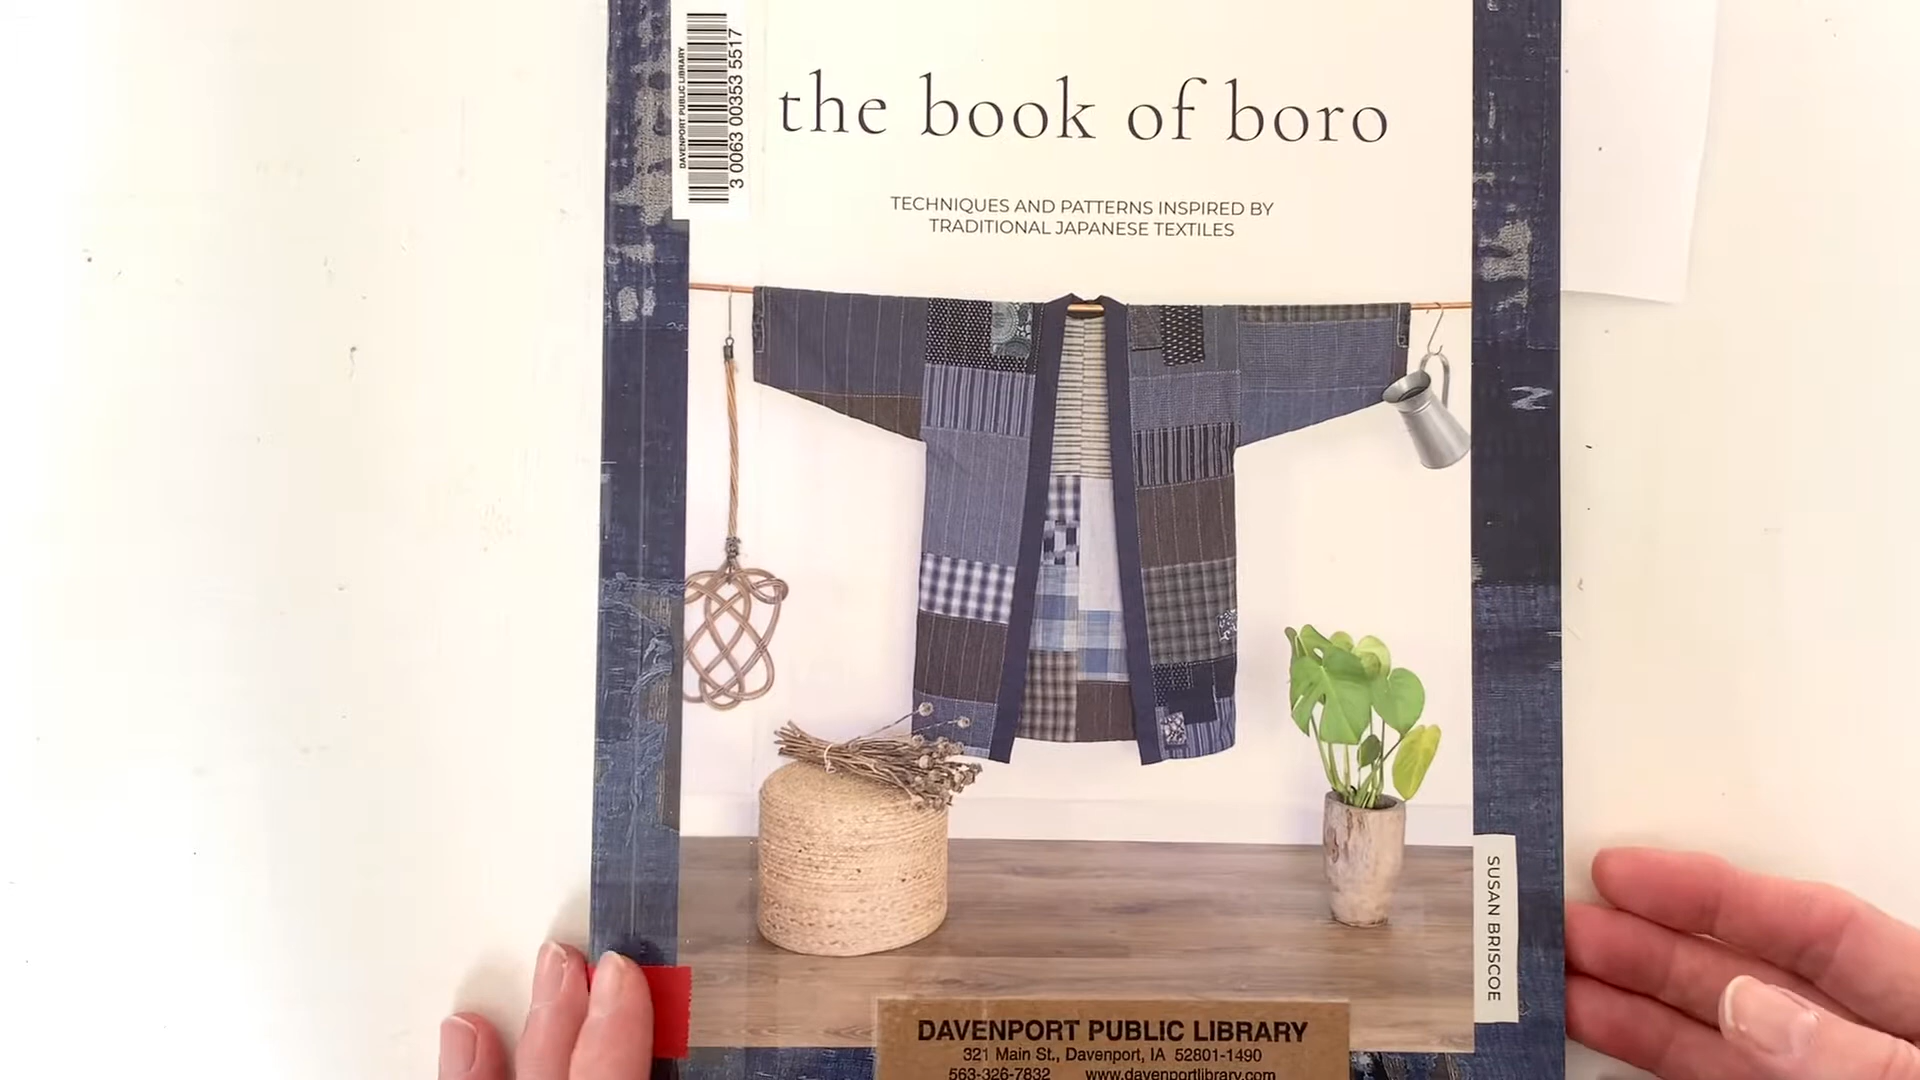 DAVENPORT PUBLIC LIBRARY
3 0063 00353 5517
the book of boro
TECHNIQUES AND PATTERNS INSPIRED BY
TRADITIONAL JAPANESE TEXTILES
SUSAN BRISCOE
DAVENPORT PUBLIC LIBRARY
321 Main St., Davenport, IA 52801-1490
563-326-7832 www.davenportlibrary.com